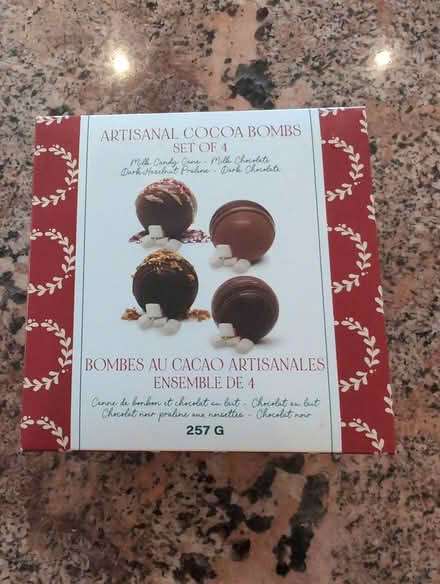 ARTISANAL COCOA BOMBS
SET OF 4
Milk Candy Cane - Milk Chocolate
Dark Hazelnut Praline - Dark Chocolate
BOMBES AU CACAO ARTISANALES
ENSEMBLE DE 4
Canne de bonbon et chocolat au lait - Chocolat au lait
Chocolat noir praline aux noisettes - Chocolat noir
257 G